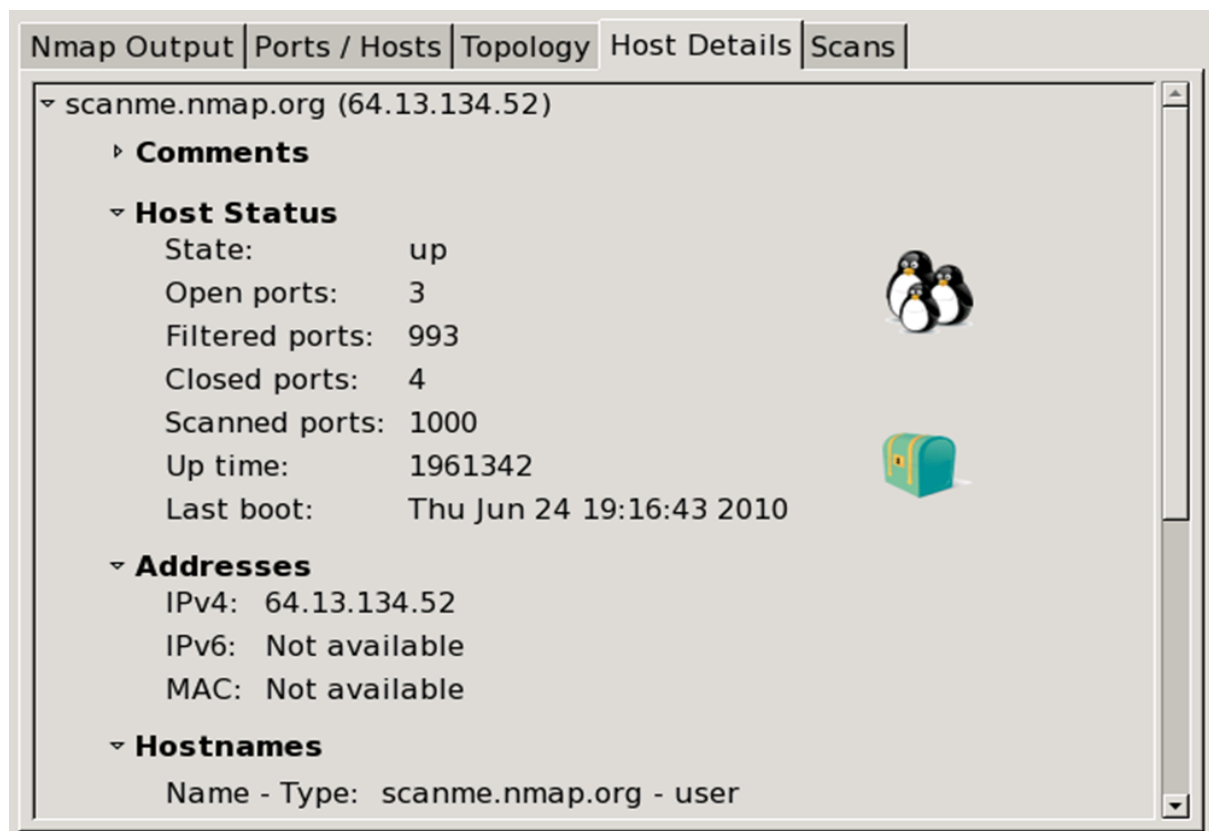 Nmap Output Ports / Hosts Topology Host Details Scans
scanme.nmap.org (64.13.134.52)
Comments
Host Status
State: up
Open ports: 3
Filtered ports: 993
Closed ports: 4
Scanned ports: 1000
Up time: 1961342
Last boot: Thu Jun 24 19:16:43 2010
Addresses
IPv4: 64.13.134.52
IPv6: Not available
MAC: Not available
Hostnames
Name - Type: scanme.nmap.org - user